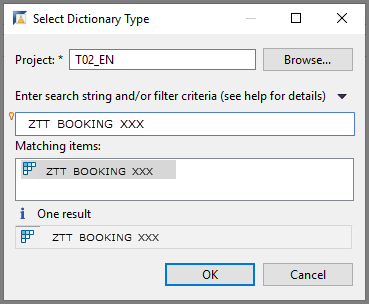 Select Dictionary Type
Project: * T02_EN Browse...
Enter search string and/or filter criteria (see help for details)
ZTT BOOKING XXX
Matching items:
ZTT BOOKING XXX
One result
ZTT BOOKING XXX
OK Cancel